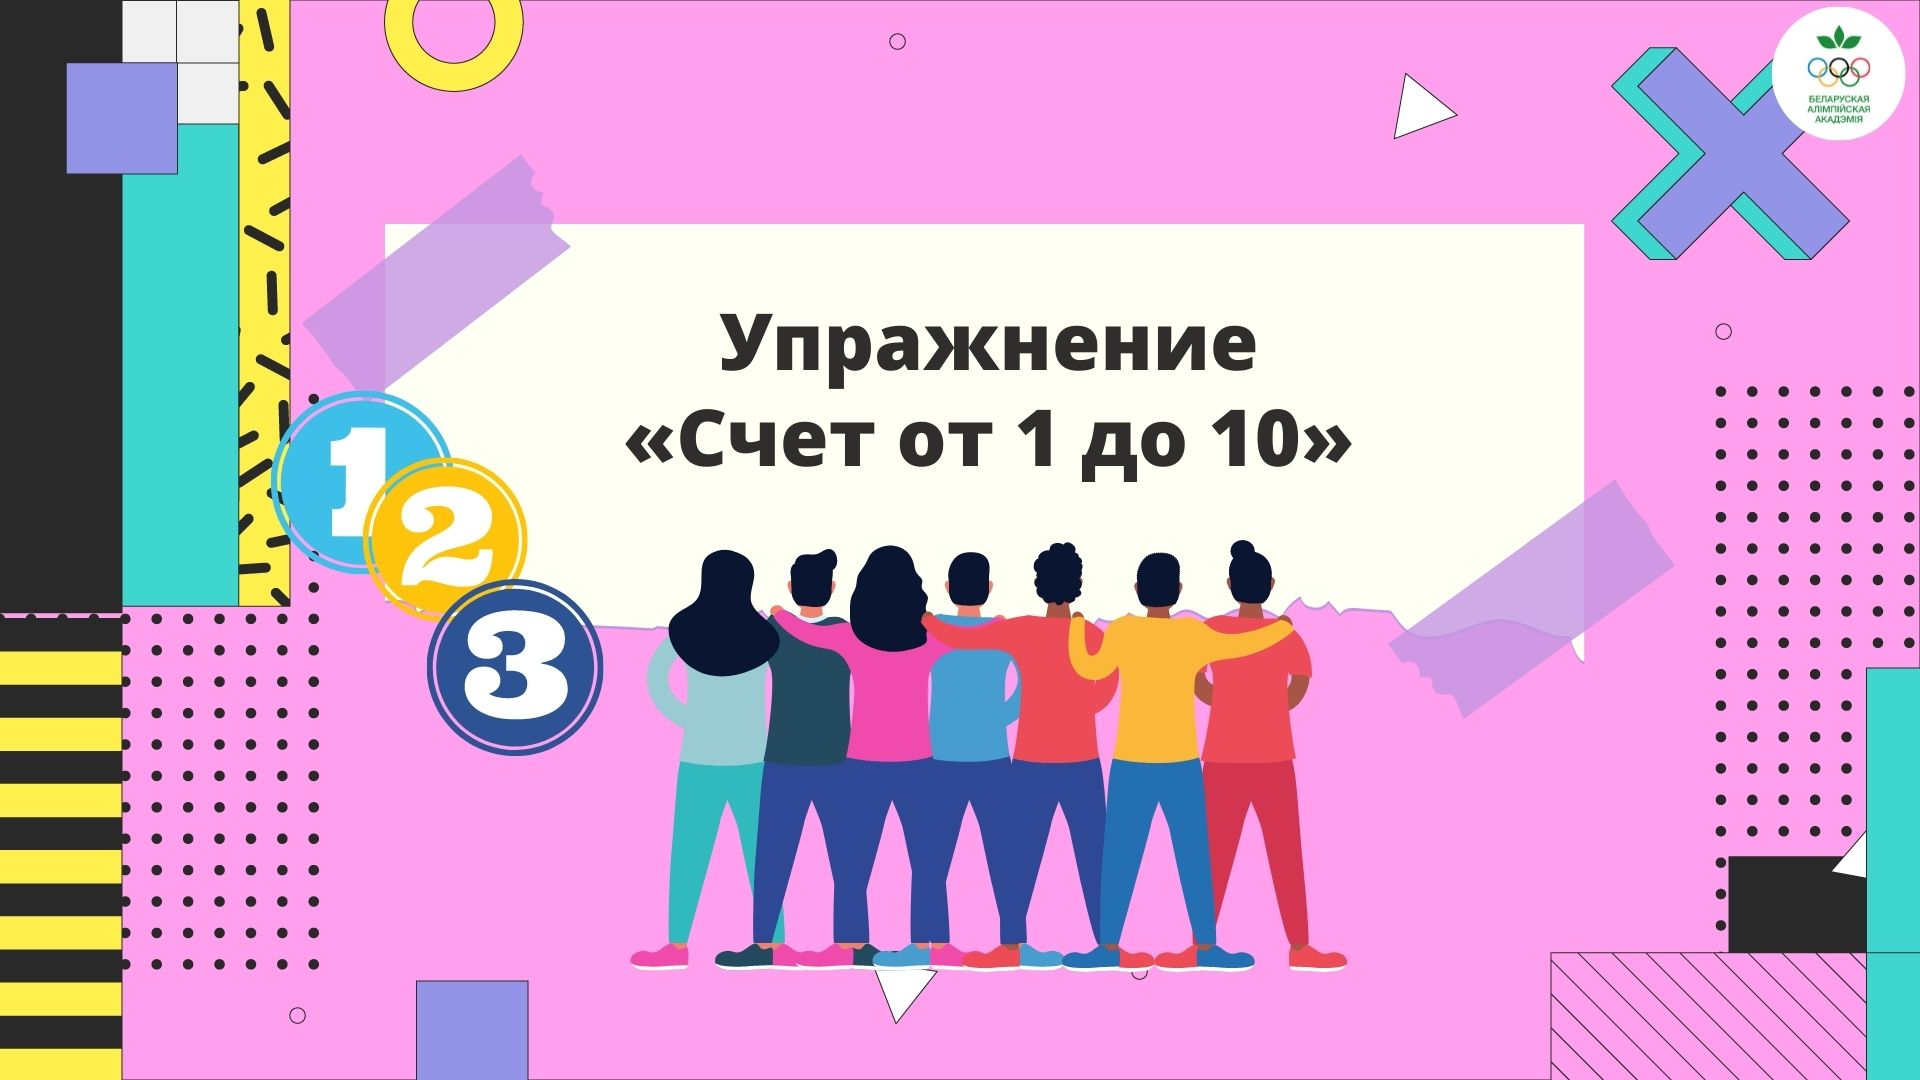 БЕЛАРУСКАЯ
АЛІМПІЙСКАЯ
АКАДЭМІЯ
Упражнение
«Счет от 1 до 10»
1
2
3